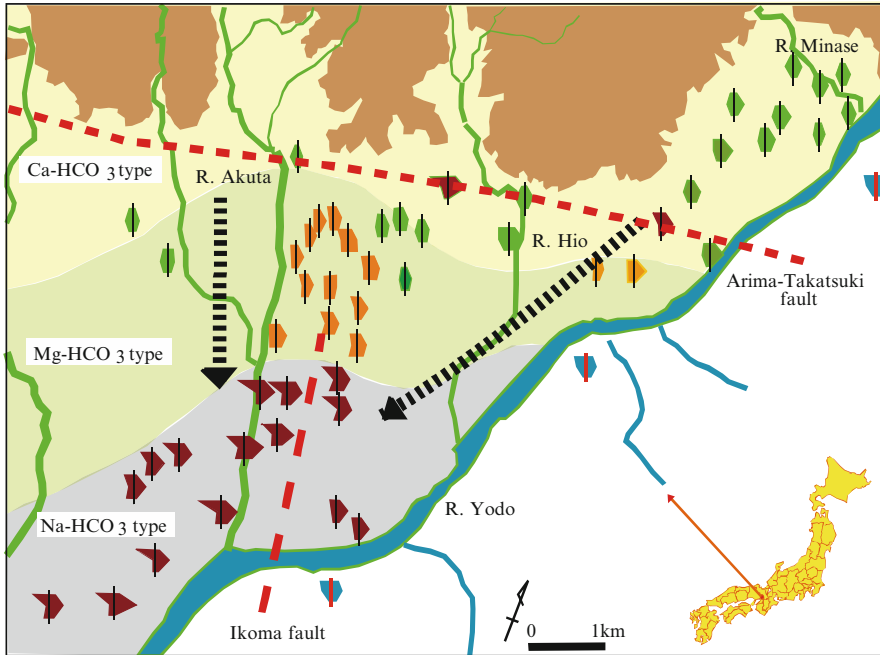 R. Minase
Ca-HCO 3 type
R. Akuta
R. Hio
Arima-Takatsuki
fault
Mg-HCO 3 type
R. Yodo
Na-HCO 3 type
Ikoma fault
0 1km